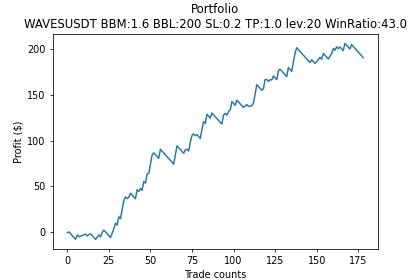 Portfolio
WAVESUSDT BBM:1.6 BBL:200 SL:0.2 TP:1.0 lev:20 WinRatio:43.0
200
150
100
50
0
Profit ($)
0 25 50 75 100 125 150 175
Trade counts